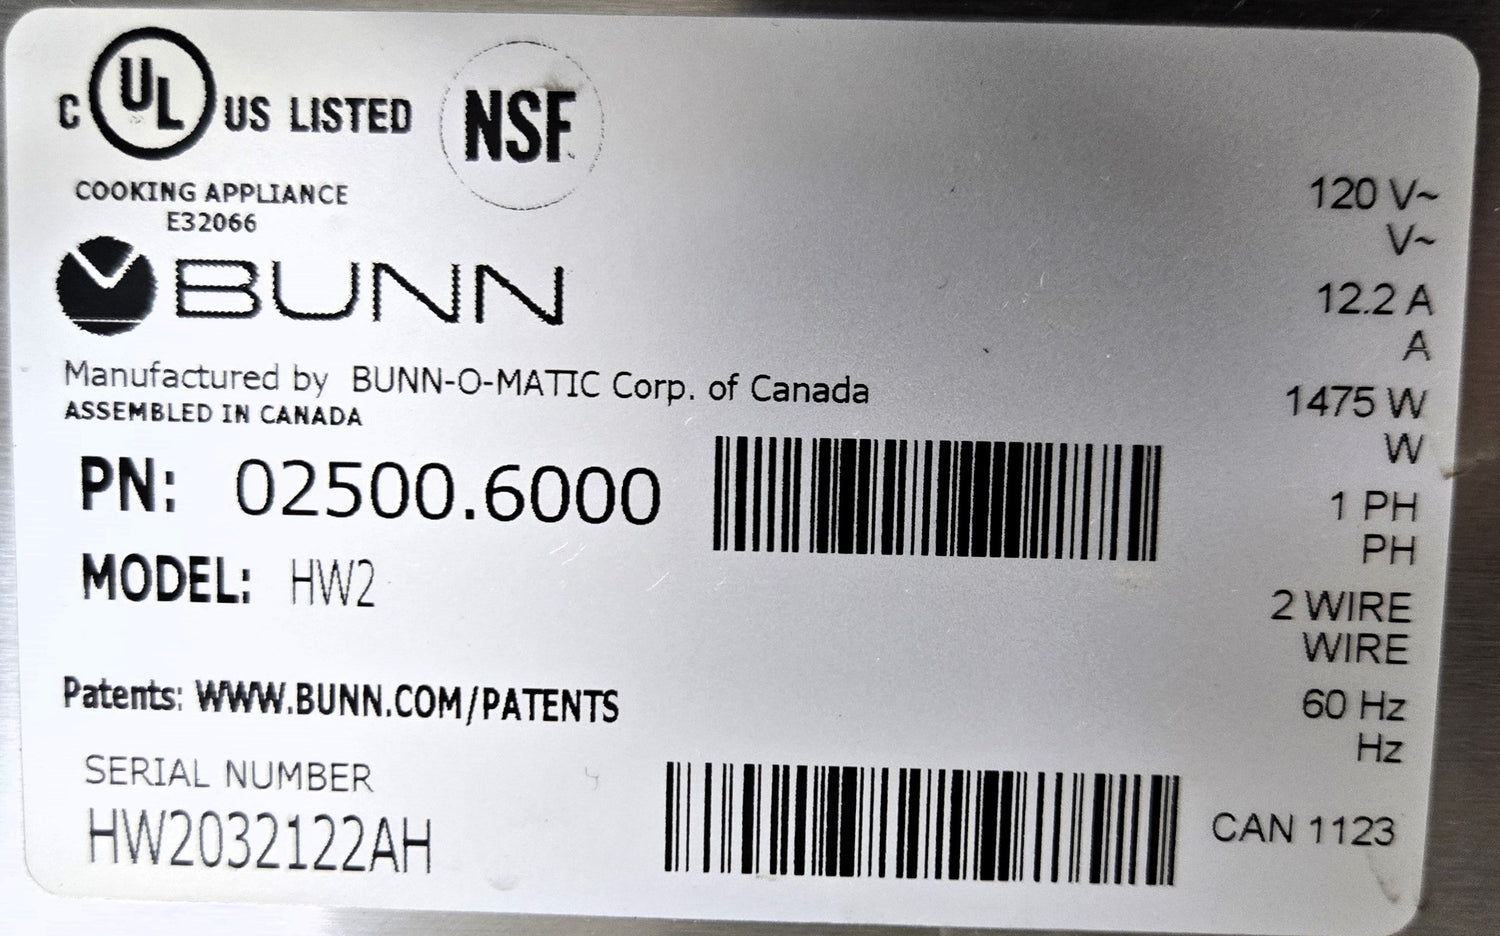 C UL US LISTED NSF
COOKING APPLIANCE
E32066
BUNN
Manufactured by BUNN-O-MATIC Corp. of Canada
ASSEMBLED IN CANADA
PN: 02500.6000
MODEL: HW2
Patents: WWW.BUNN.COM/PATENTS
SERIAL NUMBER
HW2032122AH
120 V~
V~
12.2 A
A
1475 W
W
1 PH
PH
2 WIRE
WIRE
60 Hz
Hz
CAN 1123